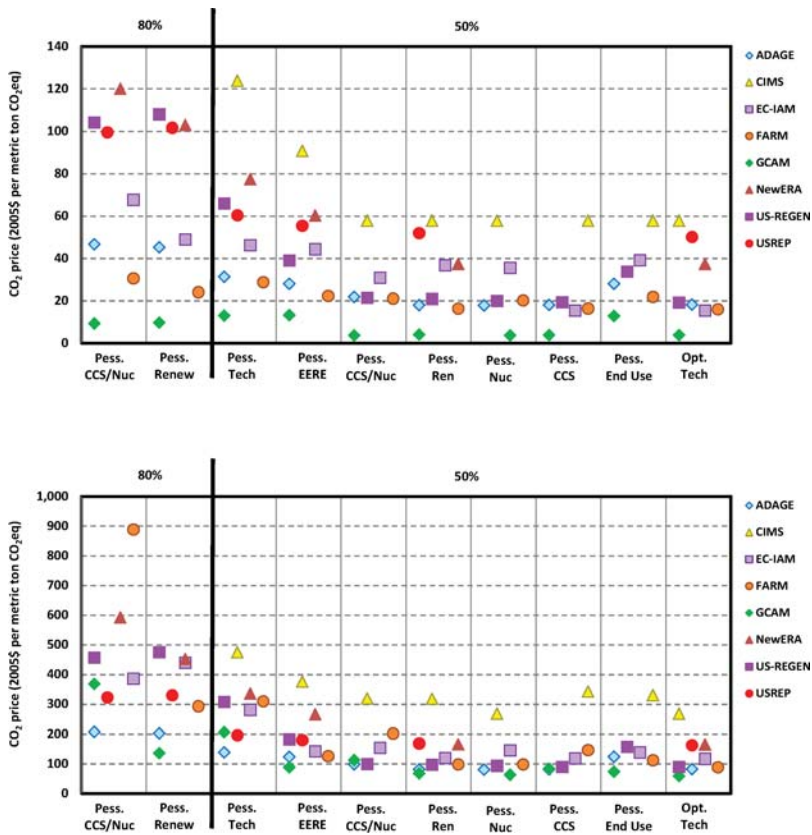 80%
50%
CO2 price (2005$ per metric ton CO2eq)
140
120
100
80
60
40
20
0
Pess. CCS/Nuc
Pess. Renew
Pess. Tech
Pess. EERE
Pess. CCS/Nuc
Pess. Ren
Pess. Nuc
Pess. CCS
Pess. End Use
Opt. Tech
ADAGE
CIMS
EC-IAM
FARM
GCAM
NewERA
US-REGEN
USREP
80%
50%
CO2 price (2005$ per metric ton CO2eq)
1,000
900
800
700
600
500
400
300
200
100
0
Pess. CCS/Nuc
Pess. Renew
Pess. Tech
Pess. EERE
Pess. CCS/Nuc
Pess. Ren
Pess. Nuc
Pess. CCS
Pess. End Use
Opt. Tech
ADAGE
CIMS
EC-IAM
FARM
GCAM
NewERA
US-REGEN
USREP